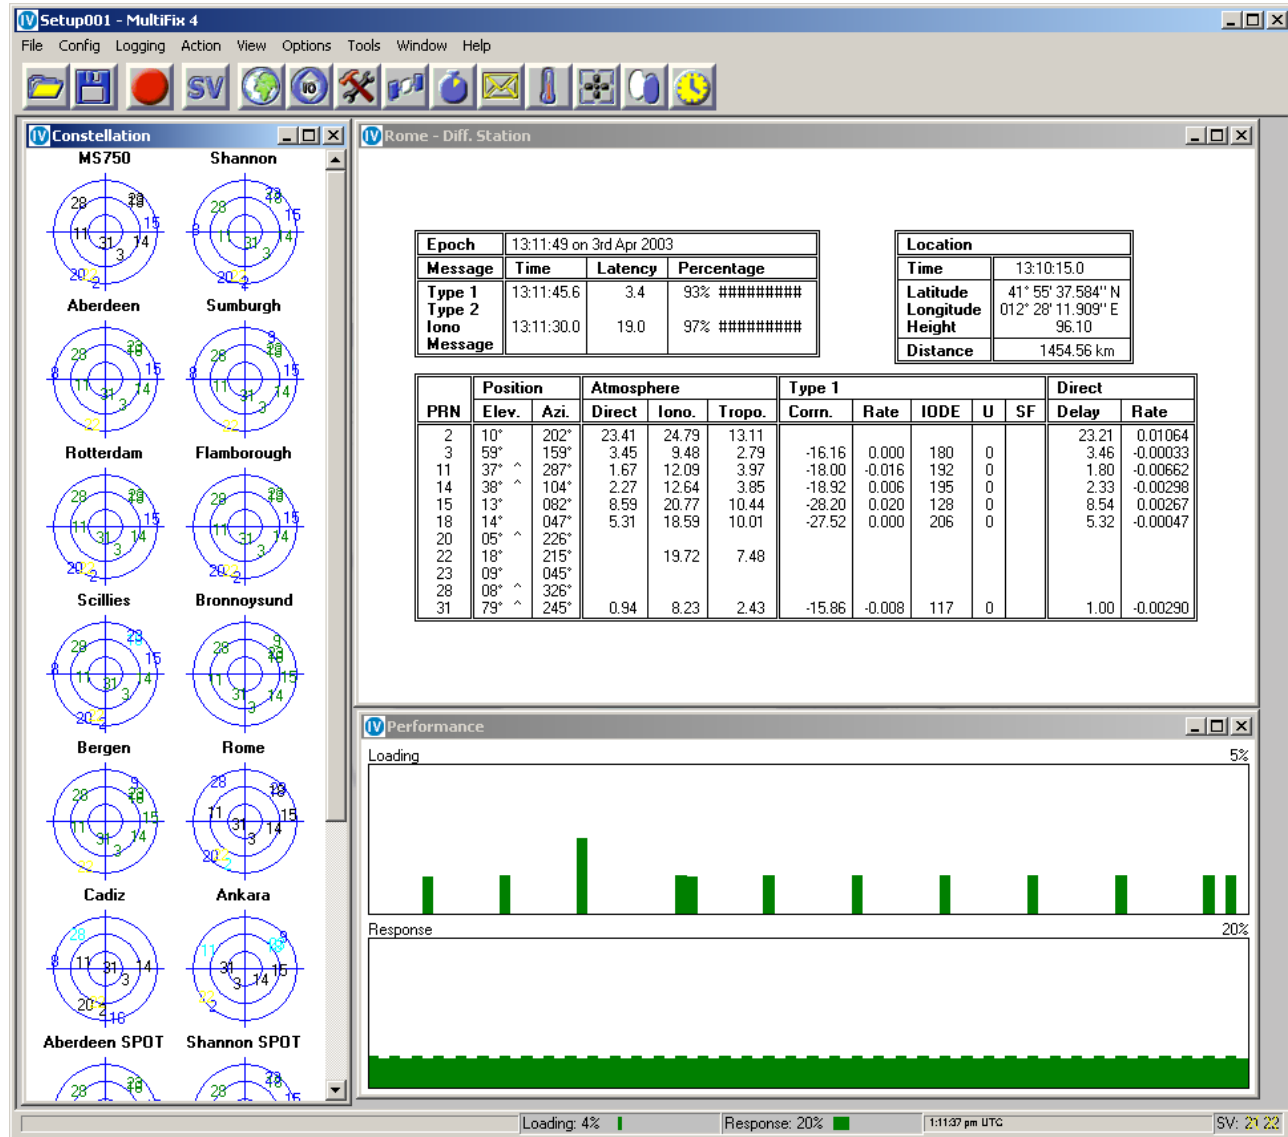 Setup001 - MultiFix 4
File Config Logging Action View Options Tools Window Help
SV IO
Constellation
MS750 Shannon
Aberdeen Sumburgh
Rotterdam Flamborough
Scillies Bronnoysund
Bergen Rome
Cadiz Ankara
Aberdeen SPOT Shannon SPOT
Rome - Diff. Station
Epoch 13:11:49 on 3rd Apr 2003
Message Time Latency Percentage
Type 1 13:11:45.6 3.4 93% #########
Type 2
Iono 13:11:30.0 19.0 97% #########
Message
Location
Time 13:10:15.0
Latitude 41° 55' 37.584'' N
Longitude 012° 28' 11.909'' E
Height 96.10
Distance 1454.56 km
Position Atmosphere Type 1 Direct
PRN Elev. Azi. Direct Iono. Tropo. Corrn. Rate IODE U SF Delay Rate
2 10° 202° 23.41 24.79 13.11 23.21 0.01064
3 59° 159° 3.45 9.48 2.79 -16.16 0.000 180 0 3.46 -0.00033
11 37° ^ 287° 1.67 12.09 3.97 -18.00 -0.016 192 0 1.80 -0.00662
14 38° ^ 104° 2.27 12.64 3.85 -18.92 0.006 195 0 2.33 -0.00298
15 13° 082° 8.59 20.77 10.44 -28.20 0.020 128 0 8.54 0.00267
18 14° 047° 5.31 18.59 10.01 -27.52 0.000 206 0 5.32 -0.00047
20 05° ^ 226°
22 18° 215° 19.72 7.48
23 09° 045°
28 08° ^ 326°
31 79° ^ 245° 0.94 8.23 2.43 -15.86 -0.008 117 0 1.00 -0.00290
Performance
Loading 5%
Response 20%
Loading: 4% Response: 20% 1:11:37 pm UTC SV: